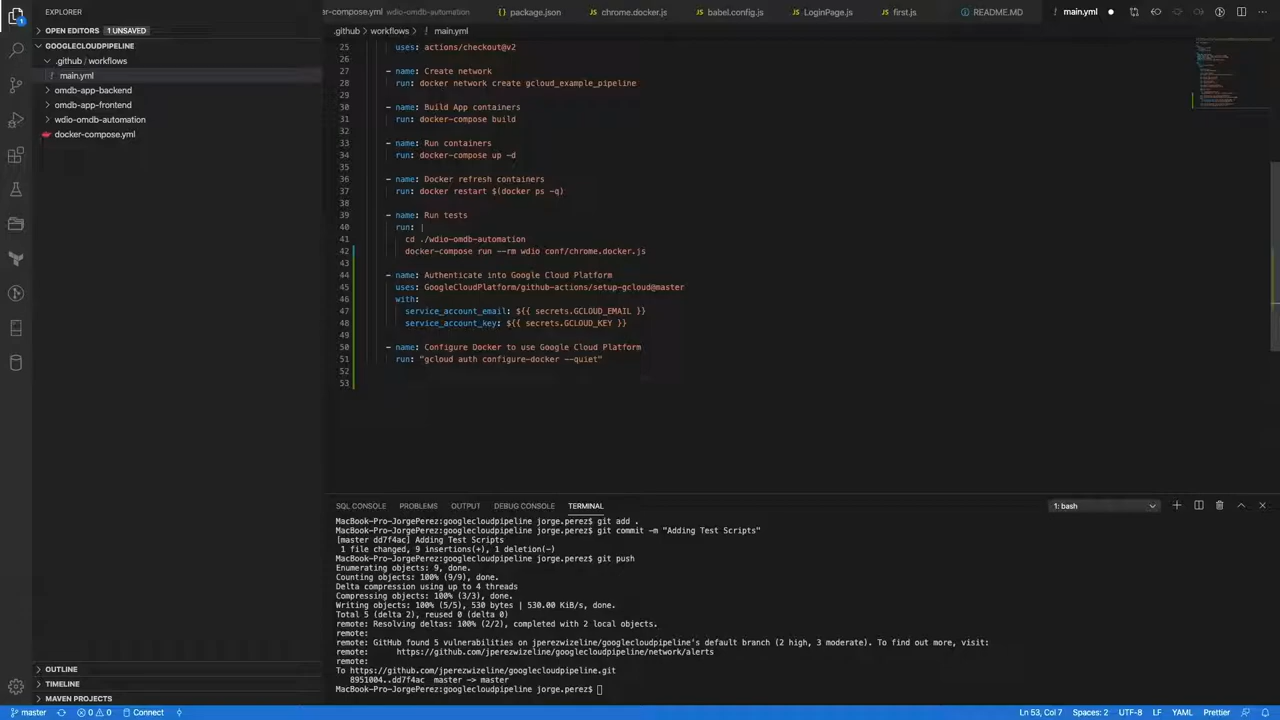 EXPLORER
-commerce.yml wdio-omdb-automation
package.json
chrome.docker.js
babel.config.js
LoginPage.js
first.js
README.MD
main.yml
OPEN EDITORS 1 UNSAVED
GOOGLECLOUDPIPELINE
.github / workflows
main.yml
omdb-app-backend
omdb-app-frontend
wdio-omdb-automation
docker-compose.yml
.github > workflows > main.yml
25 uses: actions/checkout@v2
26
27 - name: Create network
28 run: docker network create gcloud_example_pipeline
29
30 - name: Build App containers
31 run: docker-compose build
32
33 - name: Run containers
34 run: docker-compose up -d
35
36 - name: Docker refresh containers
37 run: docker restart $(docker ps -q)
38
39 - name: Run tests
40 run: |
41 cd ./wdio-omdb-automation
42 docker-compose run --rm wdio conf/chrome.docker.js
43
44 - name: Authenticate into Google Cloud Platform
45 uses: GoogleCloudPlatform/github-actions/setup-gcloud@master
46 with:
47 service_account_email: ${{ secrets.GCLOUD_EMAIL }}
48 service_account_key: ${{ secrets.GCLOUD_KEY }}
49
50 - name: Configure Docker to use Google Cloud Platform
51 run: "gcloud auth configure-docker --quiet"
52
53
SQL CONSOLE PROBLEMS OUTPUT DEBUG CONSOLE TERMINAL 1: bash
MacBook-Pro-JorgePerez:googlecloudpipeline jorge.perez$ git add .
MacBook-Pro-JorgePerez:googlecloudpipeline jorge.perez$ git commit -m "Adding Test Scripts"
[master dd7f4ac] Adding Test Scripts
1 file changed, 9 insertions(+), 1 deletion(-)
MacBook-Pro-JorgePerez:googlecloudpipeline jorge.perez$ git push
Enumerating objects: 9, done.
Counting objects: 100% (9/9), done.
Delta compression using up to 4 threads
Compressing objects: 100% (3/3), done.
Writing objects: 100% (5/5), 530 bytes | 530.00 KiB/s, done.
Total 5 (delta 2), reused 0 (delta 0)
remote: Resolving deltas: 100% (2/2), completed with 2 local objects.
remote:
remote: GitHub found 5 vulnerabilities on jperezwizeline/googlecloudpipeline's default branch (2 high, 3 moderate). To find out more, visit:
remote: https://github.com/jperezwizeline/googlecloudpipeline/network/alerts
remote:
To https://github.com/jperezwizeline/googlecloudpipeline.git
8951004..dd7f4ac master -> master
MacBook-Pro-JorgePerez:googlecloudpipeline jorge.perez$
OUTLINE
TIMELINE
MAVEN PROJECTS
master 0 0 Connect
Ln 53, Col 7 Spaces: 2 UTF-8 LF YAML Prettier